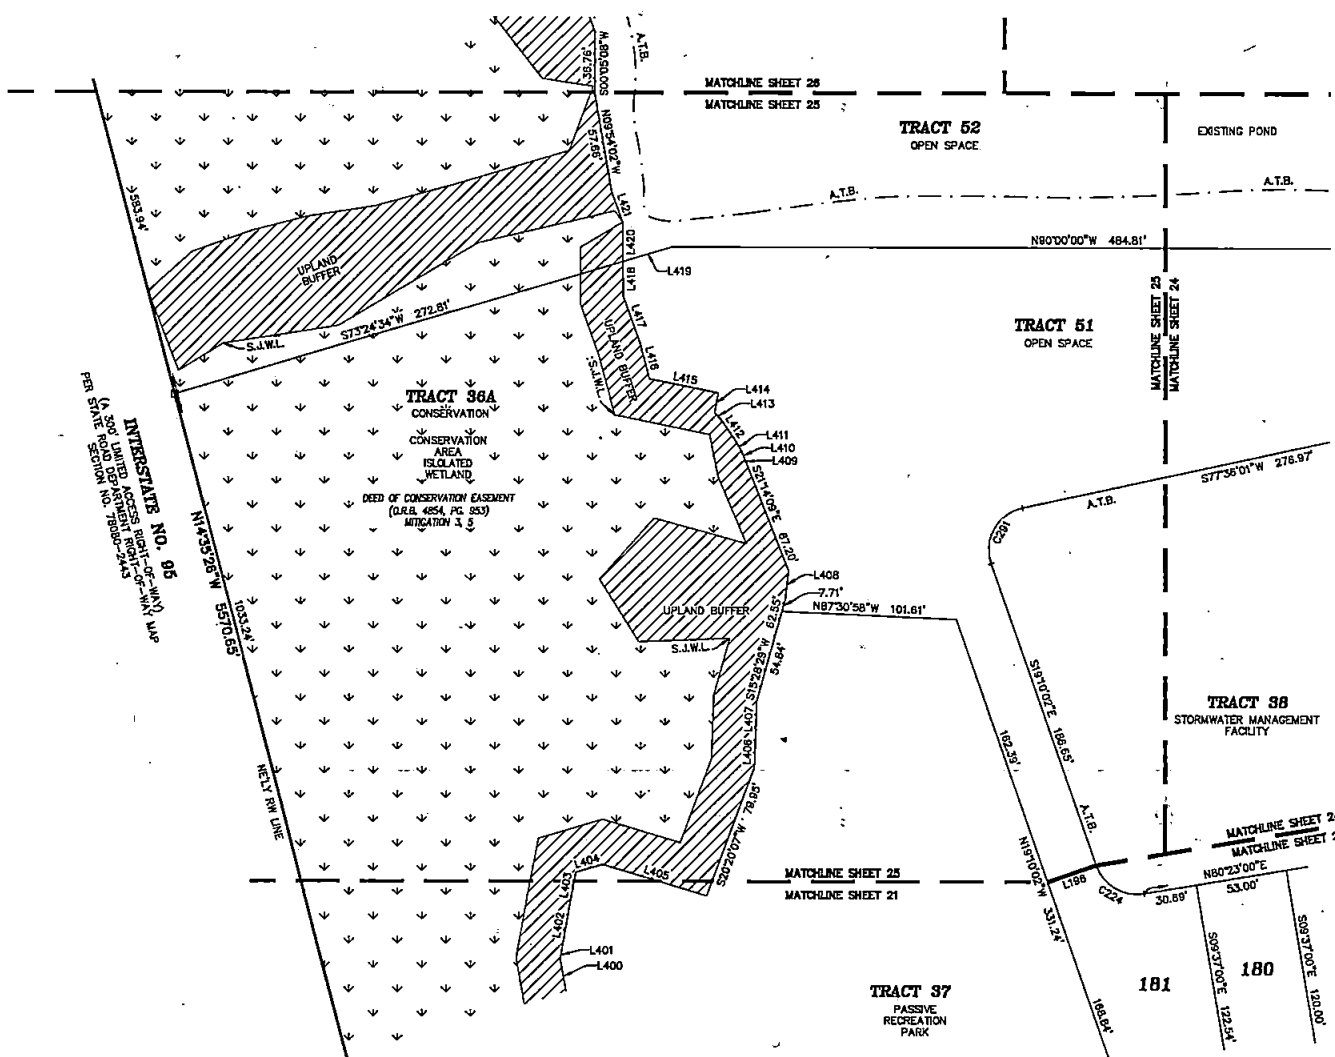 36.76'
S00°05'08"W
A.T.B.
MATCHLINE SHEET 26
MATCHLINE SHEET 25
N09°54'02"W
57.66'
TRACT 52
OPEN SPACE
EXISTING POND
A.T.B.
A.T.B.
583.94'
L421
L420
L419
L418
L417
L416
UPLAND
BUFFER
N90°00'00"W 484.81'
S73°24'34"W 272.81'
S.J.W.L.
UPLAND
BUFFER
S.J.W.L.
MATCHLINE SHEET 25
MATCHLINE SHEET 24
TRACT 51
OPEN SPACE
L415
L414
L413
L412
L411
L410
L409
TRACT 36A
CONSERVATION
CONSERVATION
AREA
ISLOLATED
WETLAND
DEED OF CONSERVATION EASEMENT
(O.R.B. 4854, PG. 953)
MITIGATION 3, 5
INTERSTATE NO. 95
(A 300' LIMITED ACCESS RIGHT-OF-WAY)
PER STATE ROAD DEPARTMENT RIGHT-OF-WAY MAP
SECTION NO. 78080-2443
N14°35'26"W 5570.65'
1033.24'
S21°14'09"E 87.20'
S77°36'01"W 276.97'
A.T.B.
C291
L408
7.71'
N87°30'58"W 101.61'
62.55'
S15°28'29"W
54.84'
UPLAND BUFFER
S.J.W.L.
L407
L406
S19°10'02"E 186.65'
162.39'
TRACT 38
STORMWATER MANAGEMENT
FACILITY
NE'LY RW LINE
S20°20'07"W 79.95'
A.T.B.
MATCHLINE SHEET
MATCHLINE SHEET
L404
L405
L403
L402
L401
L400
MATCHLINE SHEET 25
MATCHLINE SHEET 21
N19°10'02"W 331.24'
L198
C224
N80°23'00"E
30.89'
53.00'
S09°37'00"E 122.54'
S09°37'00"E 120.00'
181
180
168.84'
TRACT 37
PASSIVE
RECREATION
PARK